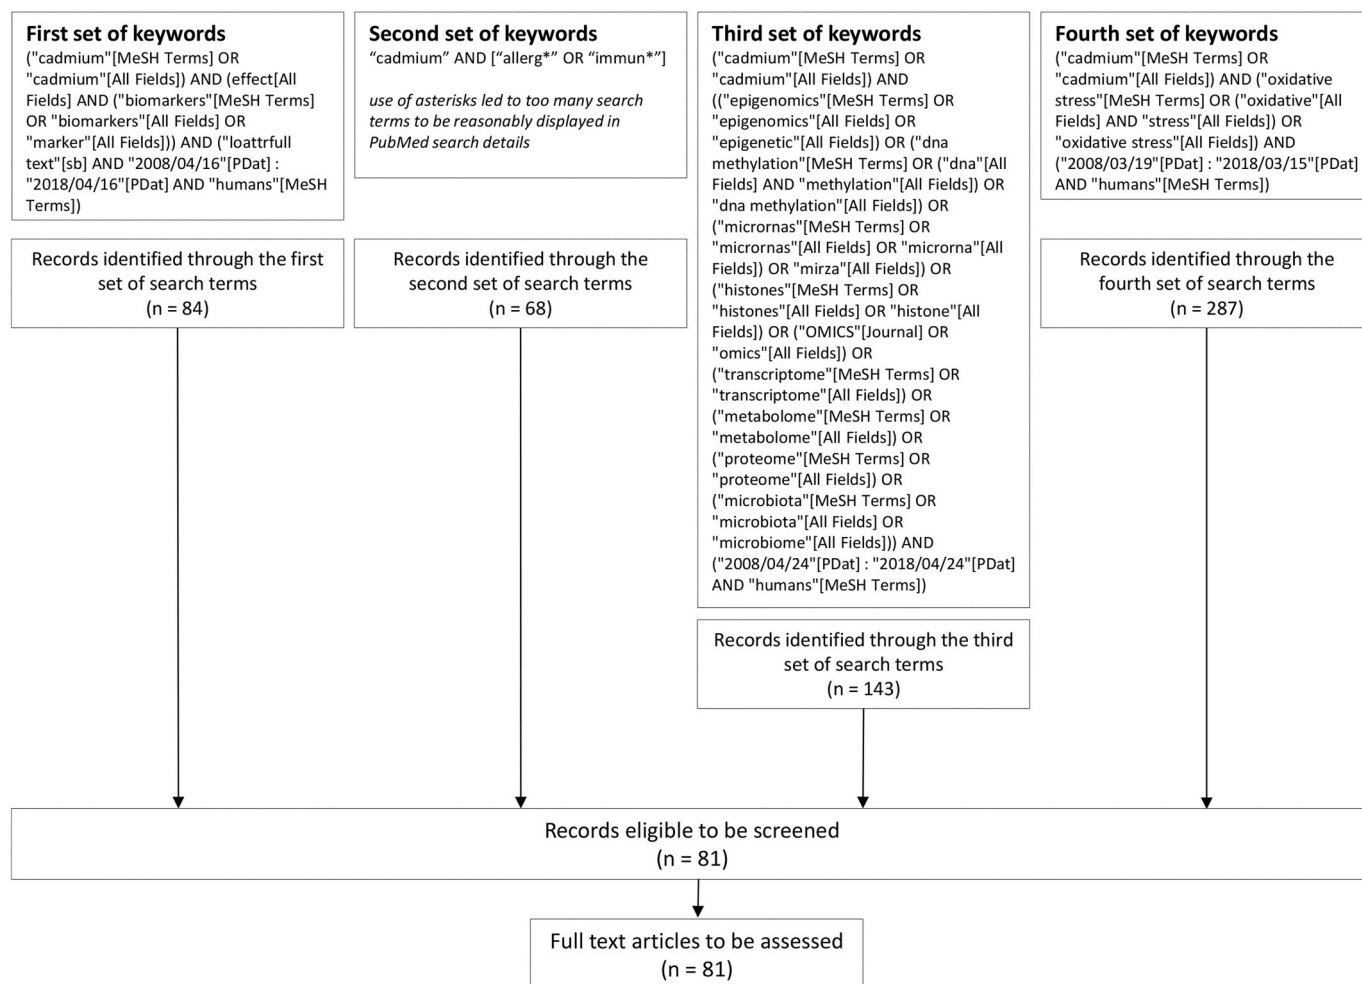 First set of keywords
("cadmium"[MeSH Terms] OR
"cadmium"[All Fields]) AND (effect[All
Fields] AND ("biomarkers"[MeSH Terms]
OR "biomarkers"[All Fields] OR
"marker"[All Fields])) AND ("loattrfull
text"[sb] AND "2008/04/16"[PDat] :
"2018/04/16"[PDat] AND "humans"[MeSH
Terms])
Records identified through the first
set of search terms
(n = 84)
Second set of keywords
“cadmium” AND [“allerg*” OR “immun*”]
use of asterisks led to too many search
terms to be reasonably displayed in
PubMed search details
Records identified through the
second set of search terms
(n = 68)
Third set of keywords
("cadmium"[MeSH Terms] OR
"cadmium"[All Fields]) AND
(("epigenomics"[MeSH Terms] OR
"epigenomics"[All Fields] OR
"epigenetic"[All Fields]) OR ("dna
methylation"[MeSH Terms] OR ("dna"[All
Fields] AND "methylation"[All Fields]) OR
"dna methylation"[All Fields]) OR
("micrornas"[MeSH Terms] OR
"micrornas"[All Fields] OR "microrna"[All
Fields]) OR "mirza"[All Fields]) OR
("histones"[MeSH Terms] OR
"histones"[All Fields] OR "histone"[All
Fields]) OR ("OMICS"[Journal] OR
"omics"[All Fields]) OR
("transcriptome"[MeSH Terms] OR
"transcriptome"[All Fields]) OR
("metabolome"[MeSH Terms] OR
"metabolome"[All Fields]) OR
("proteome"[MeSH Terms] OR
"proteome"[All Fields]) OR
("microbiota"[MeSH Terms] OR
"microbiota"[All Fields] OR
"microbiome"[All Fields])) AND
("2008/04/24"[PDat] : "2018/04/24"[PDat]
AND "humans"[MeSH Terms])
Records identified through the third
set of search terms
(n = 143)
Fourth set of keywords
("cadmium"[MeSH Terms] OR
"cadmium"[All Fields]) AND ("oxidative
stress"[MeSH Terms] OR ("oxidative"[All
Fields] AND "stress"[All Fields]) OR
"oxidative stress"[All Fields]) AND
("2008/03/19"[PDat] : "2018/03/15"[PDat]
AND "humans"[MeSH Terms])
Records identified through the
fourth set of search terms
(n = 287)
Records eligible to be screened
(n = 81)
Full text articles to be assessed
(n = 81)